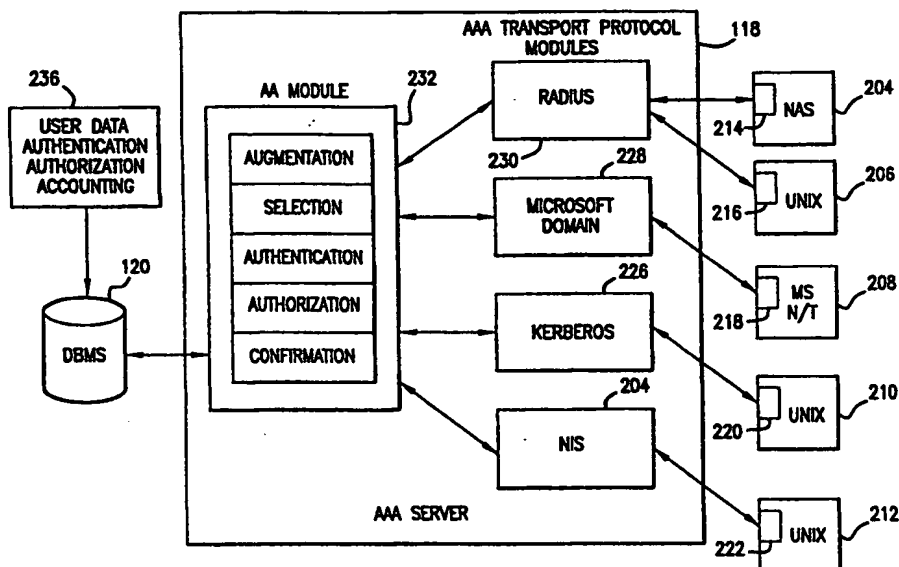 AAA TRANSPORT PROTOCOL
MODULES
118
236
USER DATA
AUTHENTICATION
AUTHORIZATION
ACCOUNTING
120
DBMS
AA MODULE
232
AUGMENTATION
SELECTION
AUTHENTICATION
AUTHORIZATION
CONFIRMATION
RADIUS
230
228
MICROSOFT
DOMAIN
226
KERBEROS
204
NIS
AAA SERVER
NAS
204
214
UNIX
206
216
MS
N/T
208
218
UNIX
210
220
UNIX
212
222